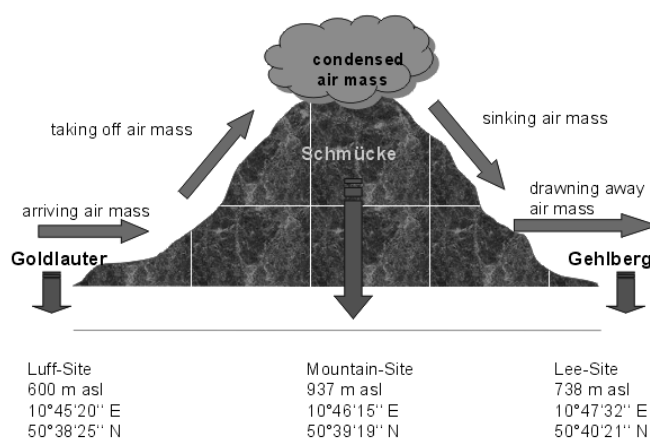 condensed
air mass
taking off air mass
sinking air mass
Schmücke
arriving air mass
drawning away
air mass
Goldlauter
Gehlberg
Luff-Site
600 m asl
10°45'20'' E
50°38'25'' N
Mountain-Site
937 m asl
10°46'15'' E
50°39'19'' N
Lee-Site
738 m asl
10°47'32'' E
50°40'21'' N